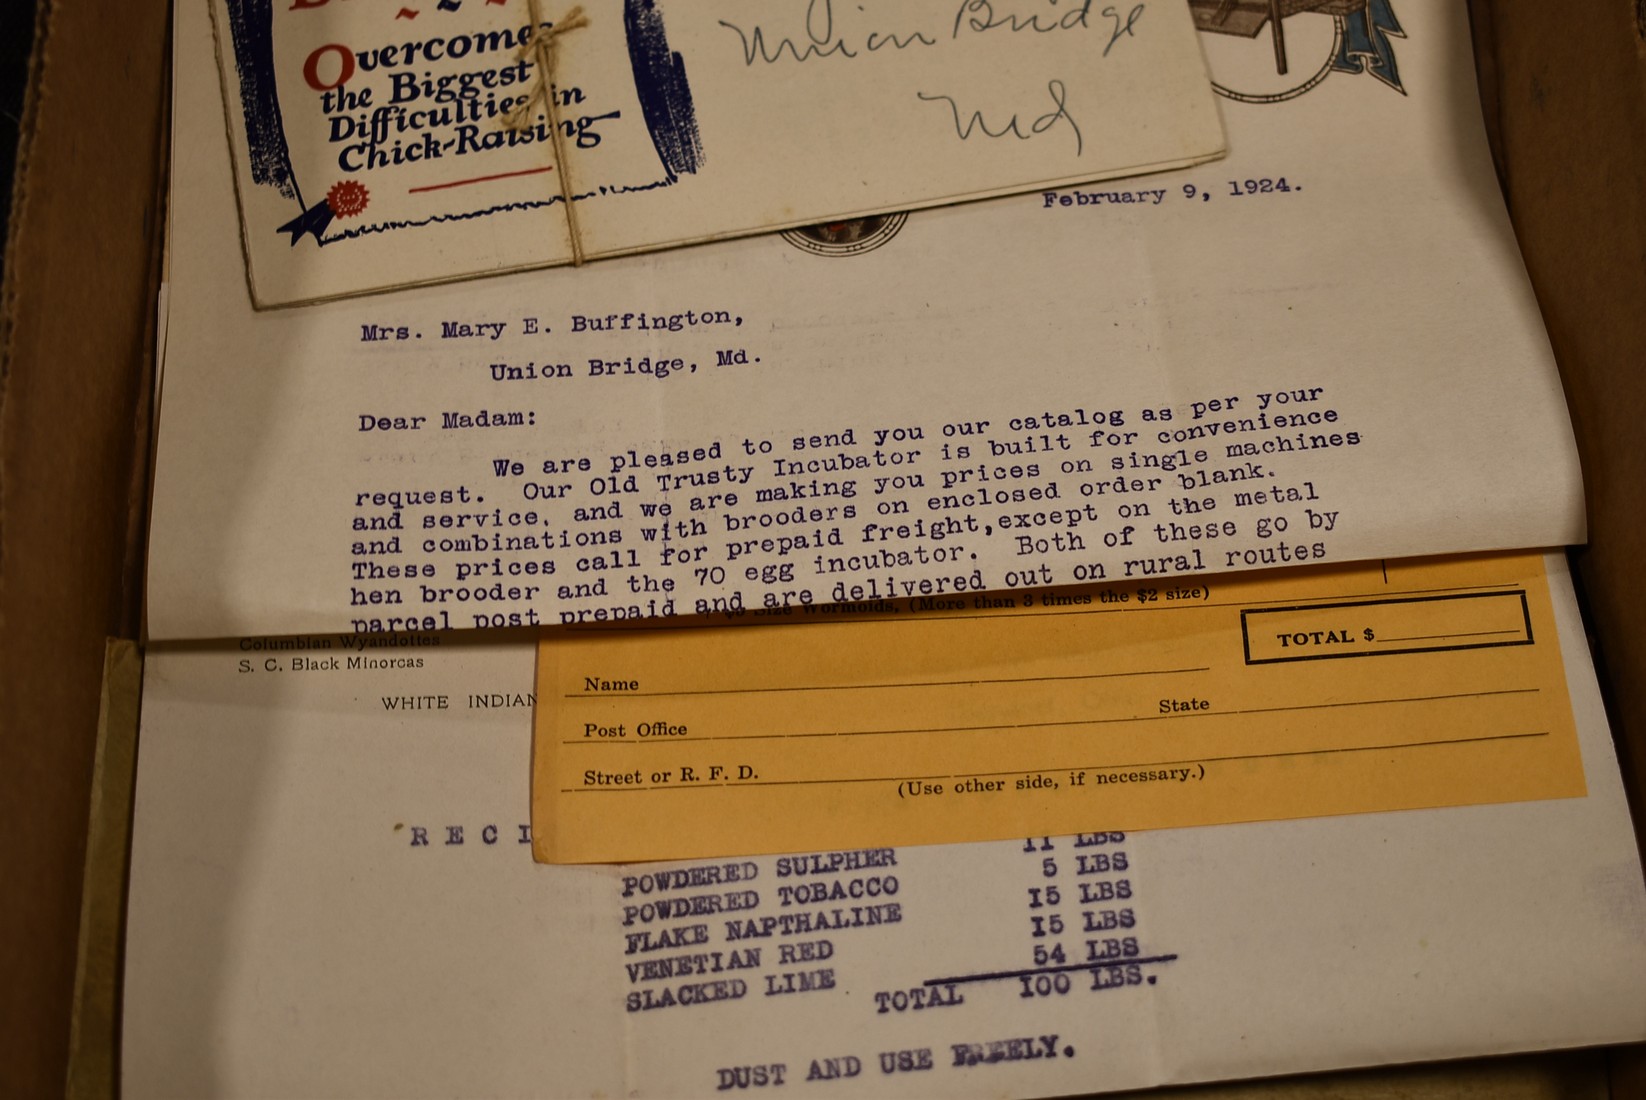 Overcome
the Biggest
Difficulties in
Chick-Raising
Union Bridge
Md
February 9, 1924.
Mrs. Mary E. Buffington,
Union Bridge, Md.
Dear Madam:
We are pleased to send you our catalog as per your
request. Our Old Trusty Incubator is built for convenience
and service, and we are making you prices on single machines
and combinations with brooders on enclosed order blank.
These prices call for prepaid freight,except on the metal
hen brooder and the 70 egg incubator. Both of these go by
parcel post prepaid and are delivered out on rural routes
Size Wormoids, (More than 3 times the $2 size)
TOTAL $
Name
Post Office State
Street or R. F. D.
(Use other side, if necessary.)
Columbian Wyandottes
S. C. Black Minorcas
WHITE INDIAN
RECI
11 LBS
POWDERED SULPHER 5 LBS
POWDERED TOBACCO 15 LBS
FLAKE NAPTHALINE 15 LBS
VENETIAN RED 54 LBS
SLACKED LIME
TOTAL 100 LBS.
DUST AND USE FREELY.